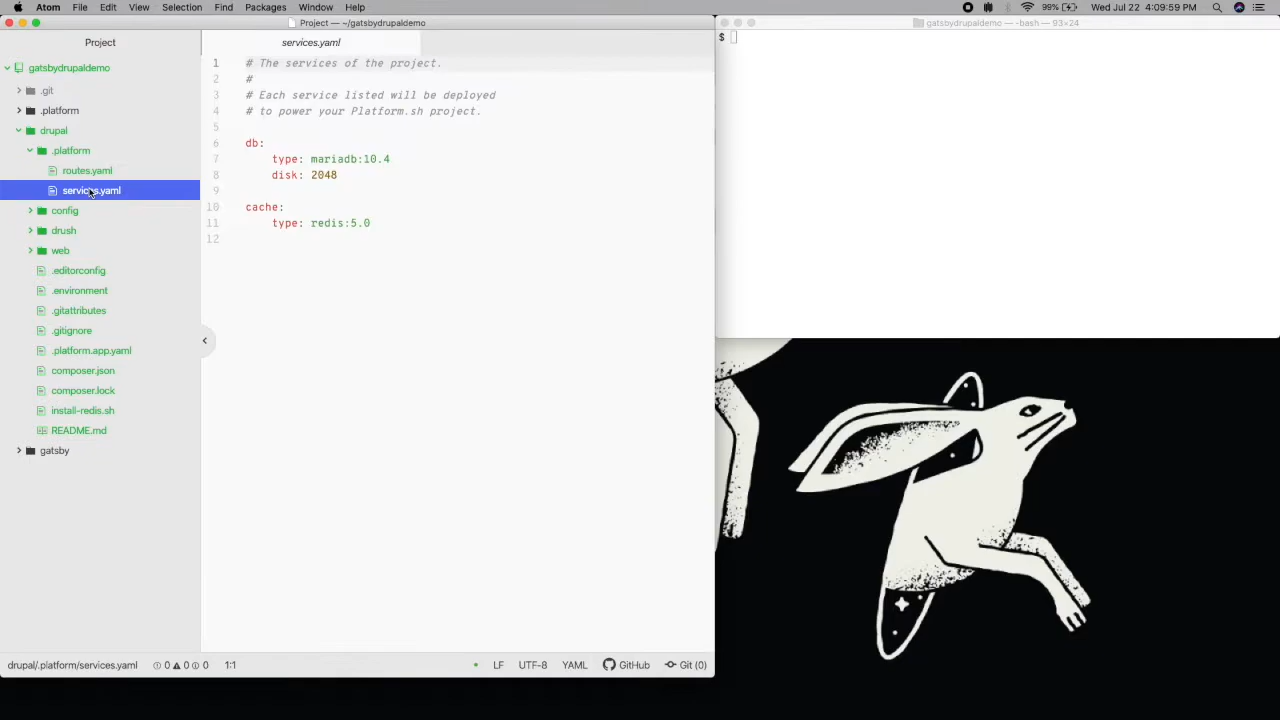 Atom File Edit View Selection Find Packages Window Help
99% Wed Jul 22 4:09:59 PM
Project — ~/gatsbydrupaldemo
gatsbydrupaldemo — -bash — 93×24
Project
services.yaml
gatsbydrupaldemo
.git
.platform
drupal
.platform
routes.yaml
services.yaml
config
drush
web
.editorconfig
.environment
.gitattributes
.gitignore
.platform.app.yaml
composer.json
composer.lock
install-redis.sh
README.md
gatsby
1 # The services of the project.
2 #
3 # Each service listed will be deployed
4 # to power your Platform.sh project.
5
6 db:
7 type: mariadb:10.4
8 disk: 2048
9
10 cache:
11 type: redis:5.0
12
$
drupal/.platform/services.yaml 0 0 0 1:1 LF UTF-8 YAML GitHub Git (0)